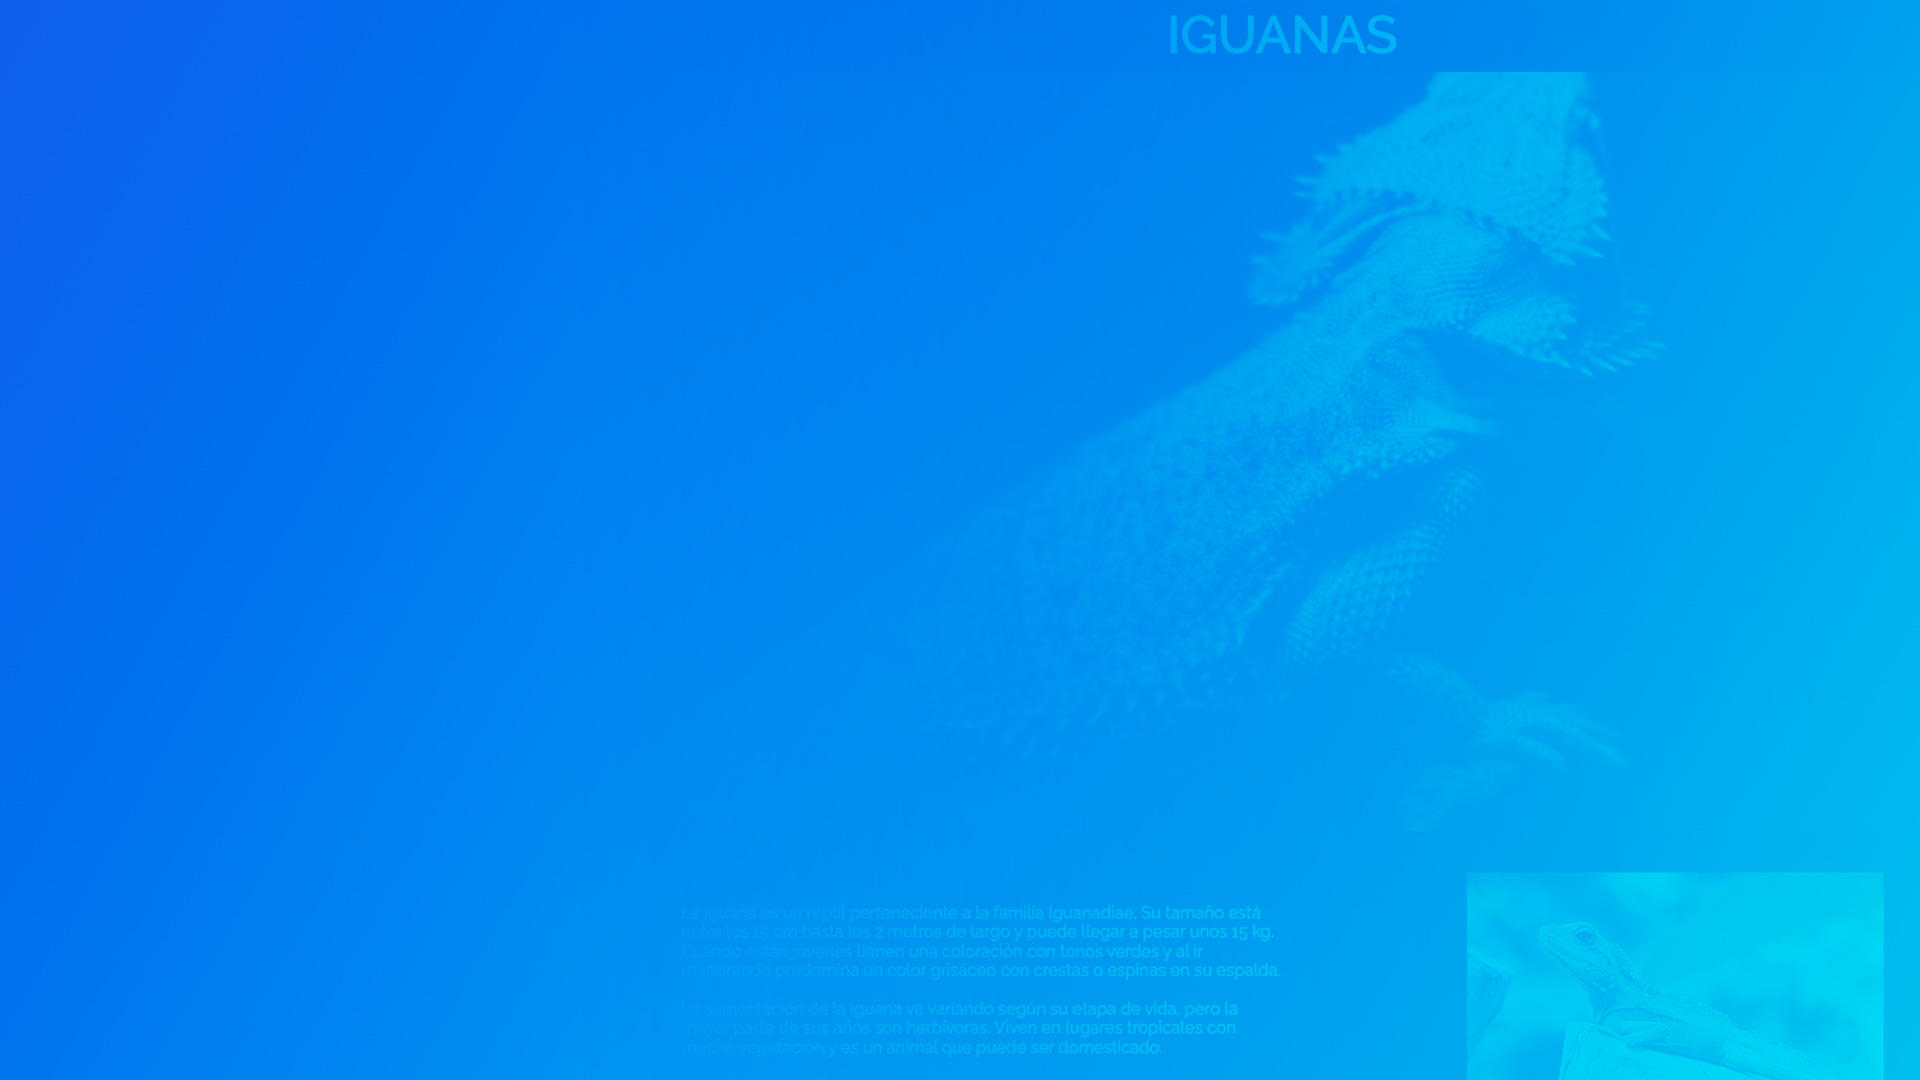 IGUANAS
La iguana es un reptil perteneciente a la familia Iguanadiae. Su tamaño está
entre los 15 cm hasta los 2 metros de largo y puede llegar a pesar unos 15 kg.
Cuando están jóvenes tienen una coloración con tonos verdes y al ir
madurando predomina un color grisáceo con crestas o espinas en su espalda.
La alimentación de la iguana va variando según su etapa de vida, pero la
mayor parte de sus años son herbívoras. Viven en lugares tropicales con
mucha vegetación y es un animal que puede ser domesticado.